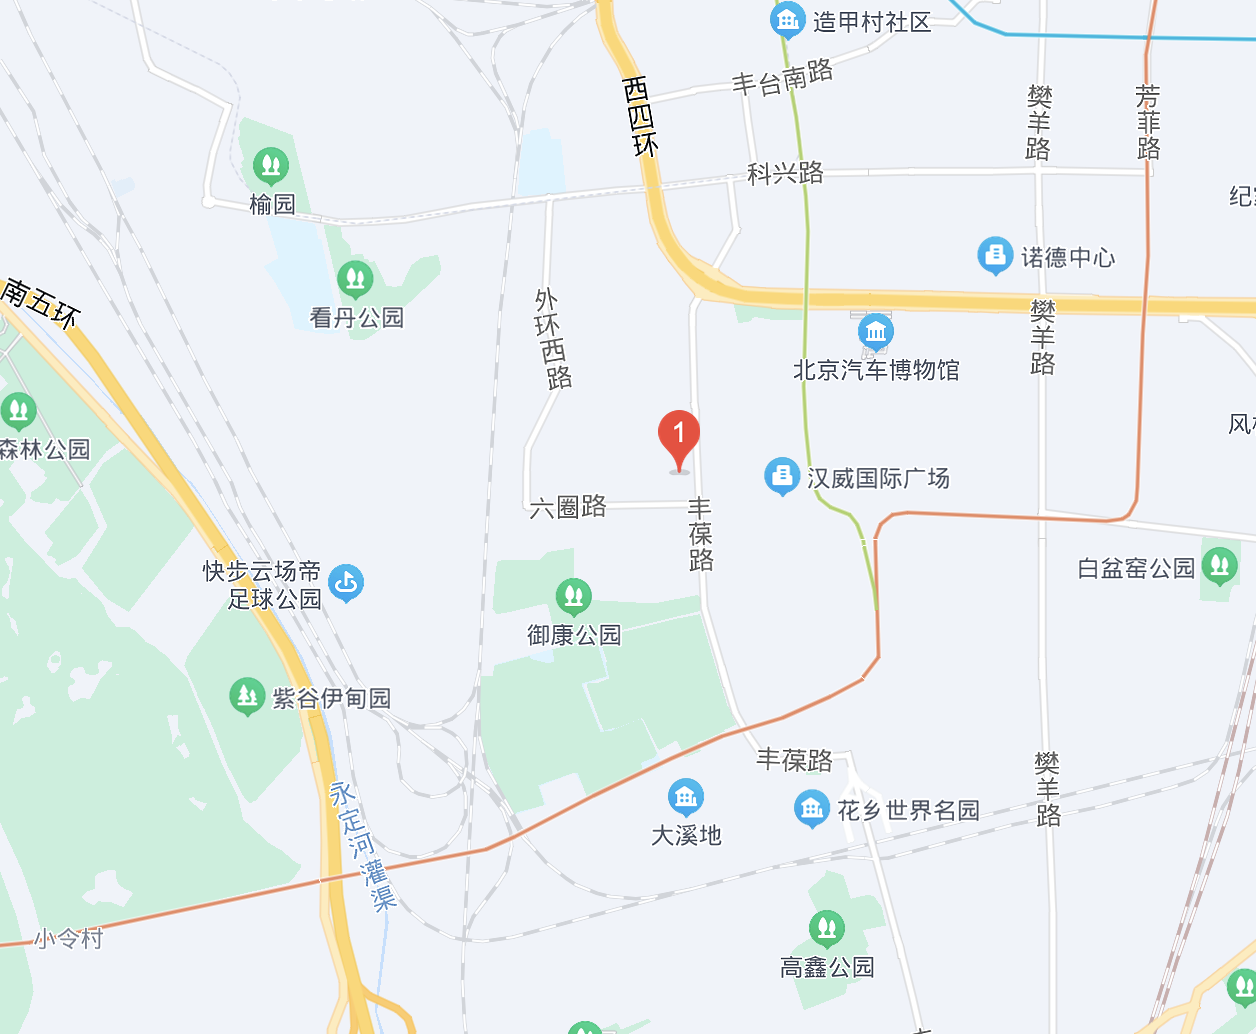 造甲村社区
丰台南路
西四环
樊羊路
芳菲路
科兴路
榆园
诺德中心
看丹公园
南五环
外环西路
樊羊路
北京汽车博物馆
1
森林公园
汉威国际广场
六圈路
丰葆路
快步云场帝
足球公园
白盆窑公园
御康公园
紫谷伊甸园
丰葆路
永定河灌渠
樊羊路
花乡世界名园
大溪地
小令村
高鑫公园